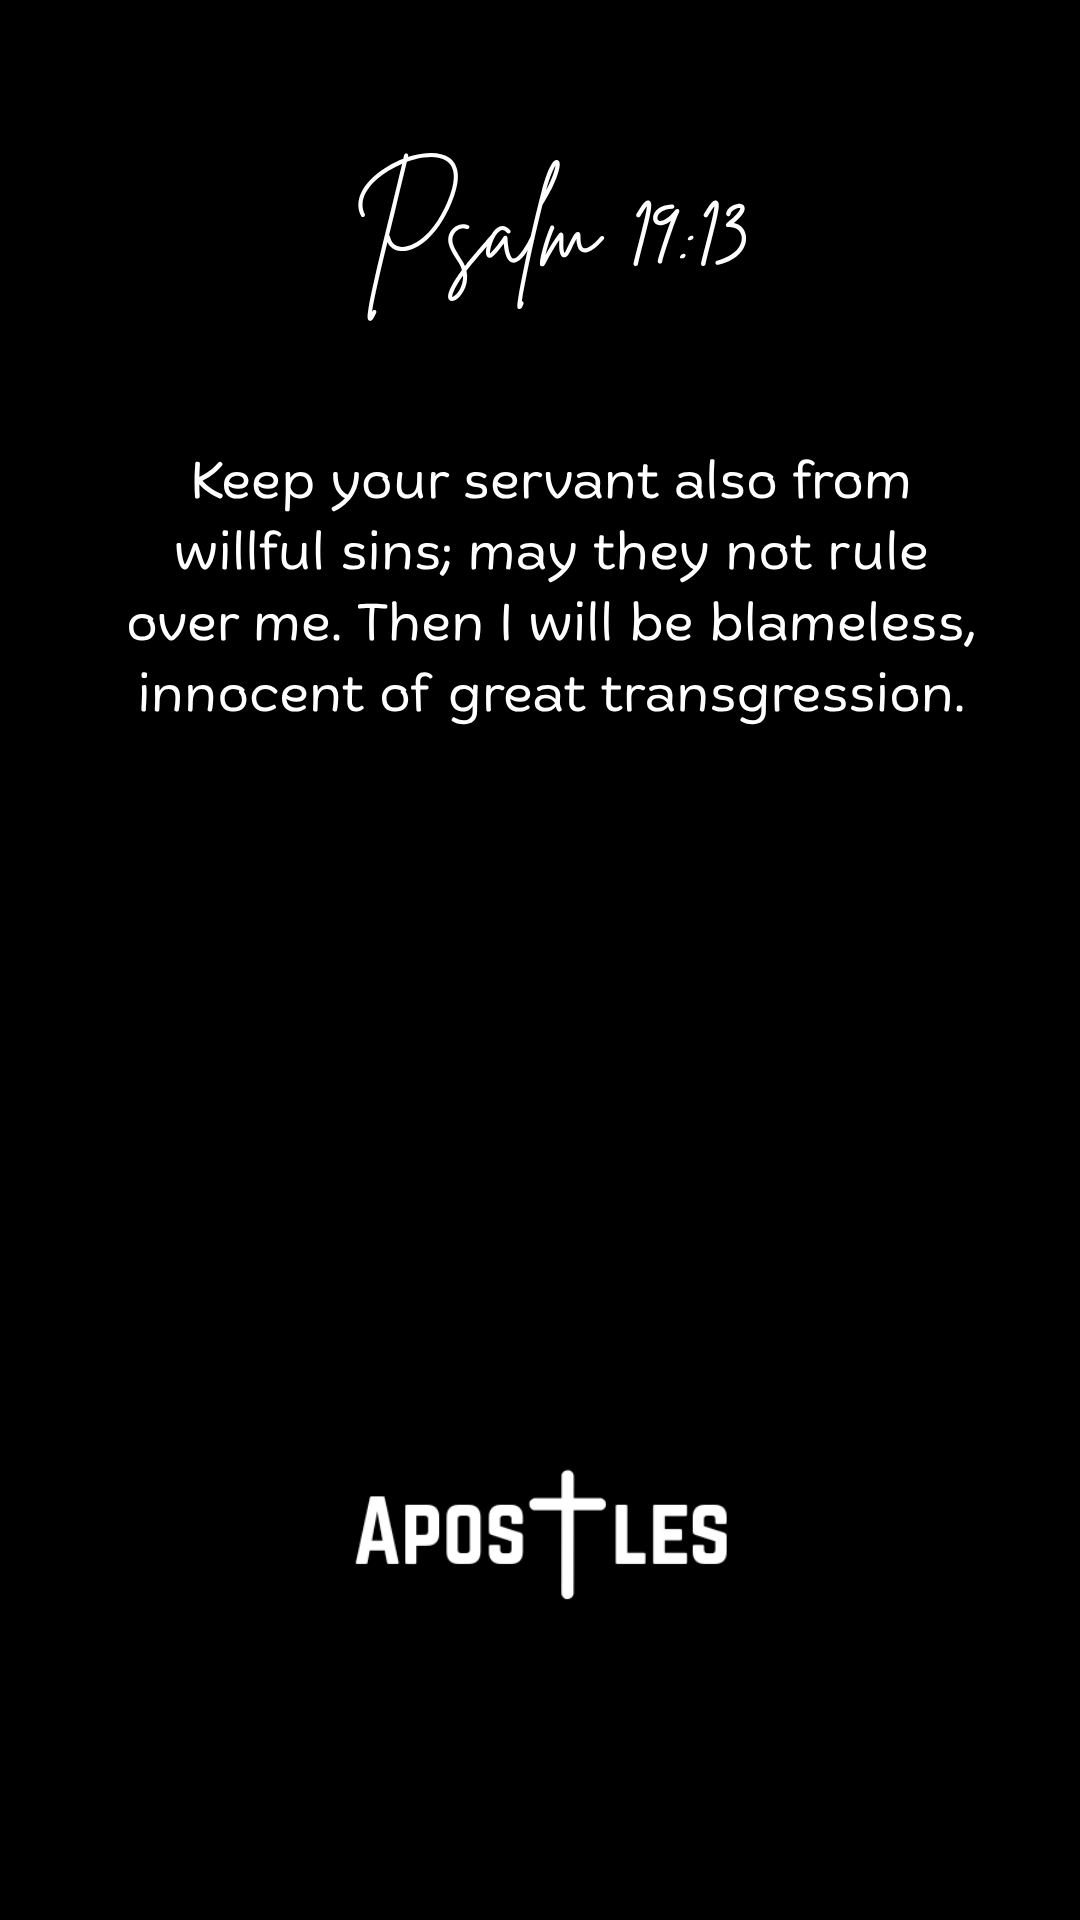 Psalm 19:13
Keep your servant also from
willful sins; may they not rule
over me. Then I will be blameless,
innocent of great transgression.
Apostles